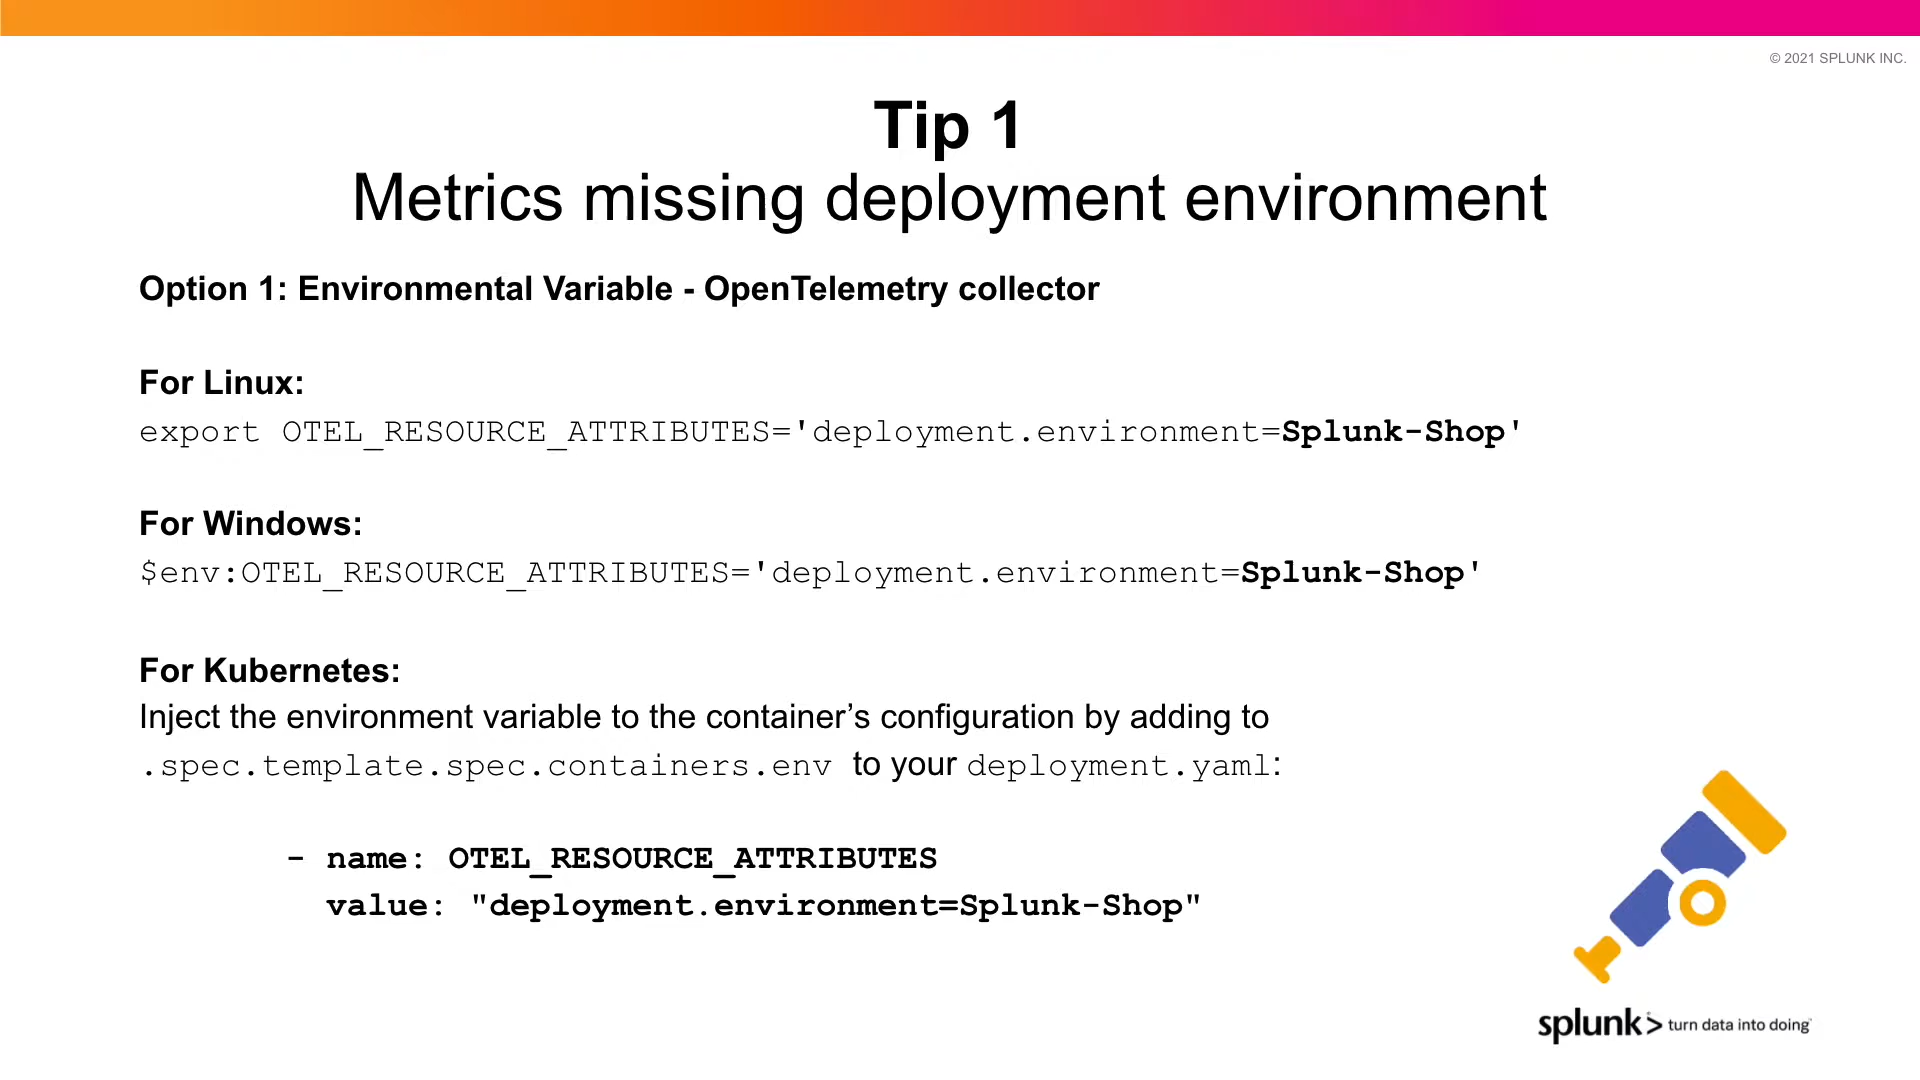 © 2021 SPLUNK INC.
Tip 1
Metrics missing deployment environment
Option 1: Environmental Variable - OpenTelemetry collector
For Linux:
export OTEL_RESOURCE_ATTRIBUTES='deployment.environment=Splunk-Shop'
For Windows:
$env:OTEL_RESOURCE_ATTRIBUTES='deployment.environment=Splunk-Shop'
For Kubernetes:
Inject the environment variable to the container’s configuration by adding to
.spec.template.spec.containers.env to your deployment.yaml:
- name: OTEL_RESOURCE_ATTRIBUTES
value: "deployment.environment=Splunk-Shop"
splunk> turn data into doing™